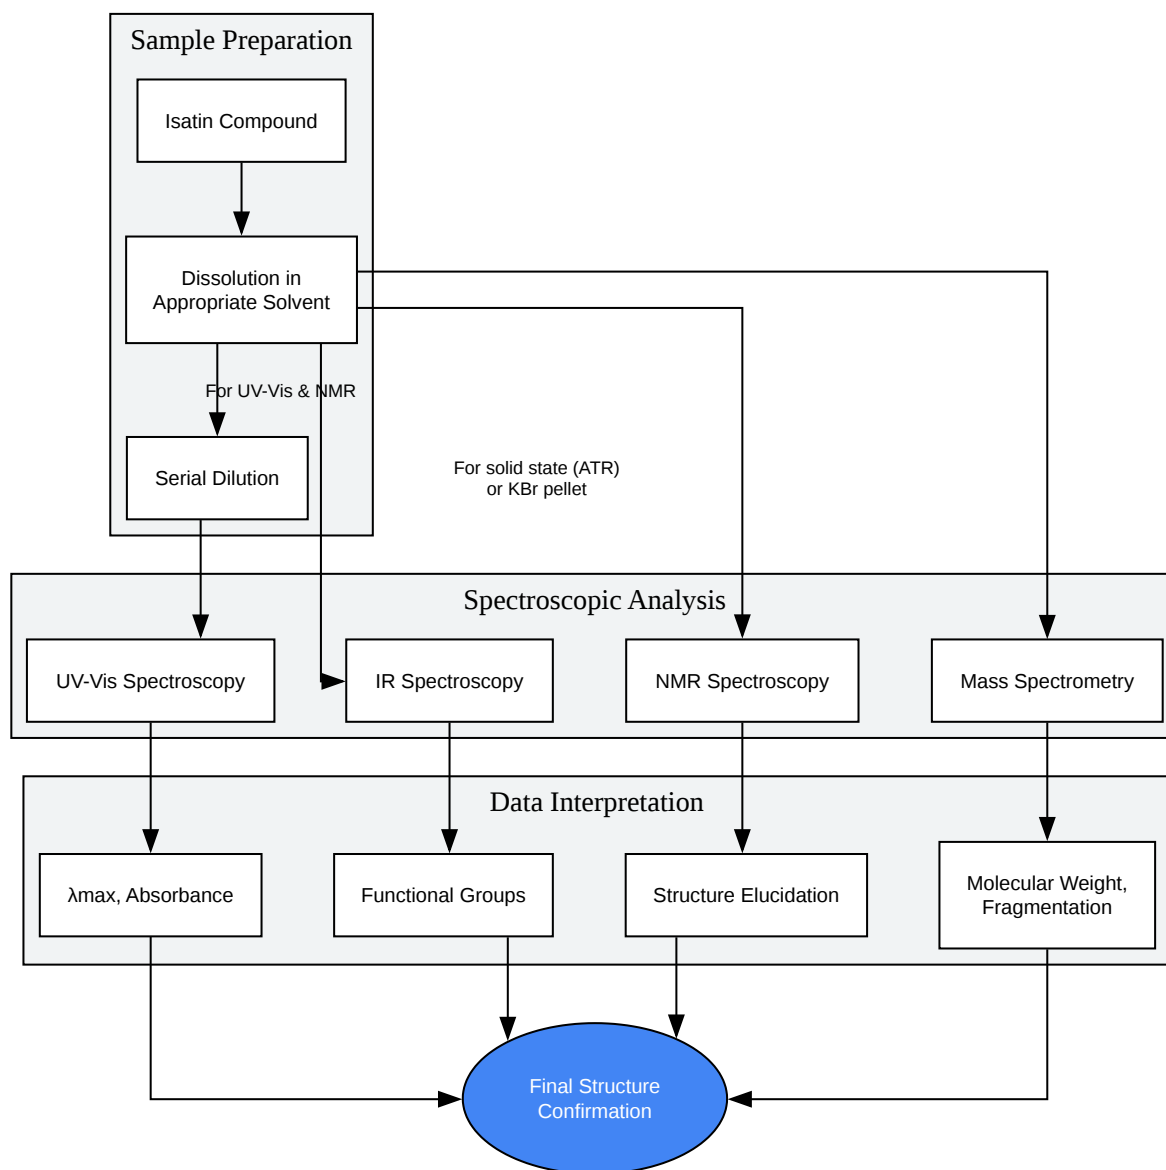 Sample Preparation
Isatin Compound
Dissolution in
Appropriate Solvent
For UV-Vis & NMR
For solid state (ATR)
or KBr pellet
Serial Dilution
Spectroscopic Analysis
UV-Vis Spectroscopy
IR Spectroscopy
NMR Spectroscopy
Mass Spectrometry
Data Interpretation
λmax, Absorbance
Functional Groups
Structure Elucidation
Molecular Weight,
Fragmentation
Final Structure
Confirmation